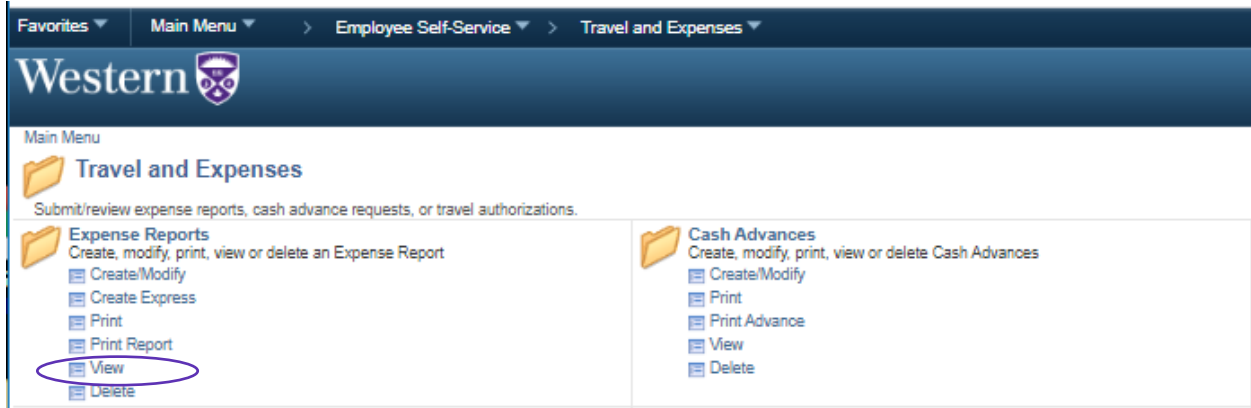 Favorites Main Menu > Employee Self-Service > Travel and Expenses
Western
Main Menu
Travel and Expenses
Submit/review expense reports, cash advance requests, or travel authorizations.
Expense Reports
Create, modify, print, view or delete an Expense Report
Create/Modify
Create Express
Print
Print Report
View
Delete
Cash Advances
Create, modify, print, view or delete Cash Advances
Create/Modify
Print
Print Advance
View
Delete